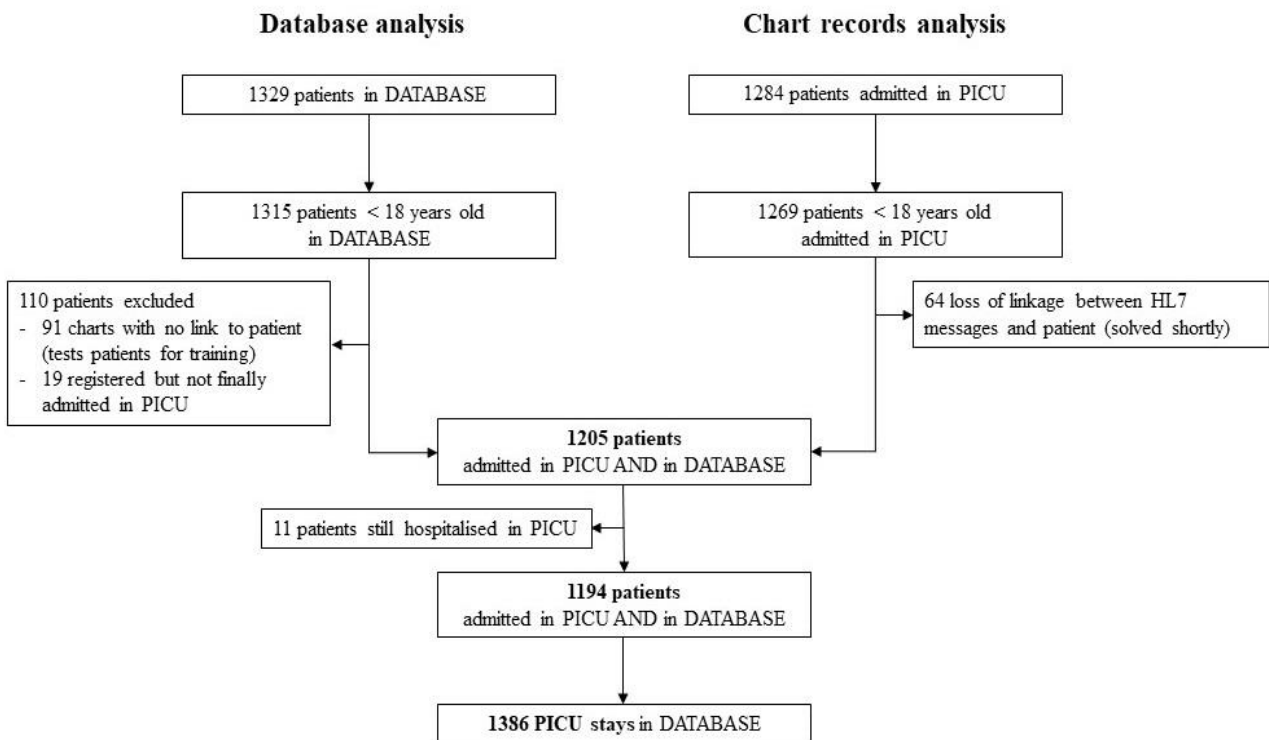 Database analysis
Chart records analysis
1329 patients in DATABASE
1284 patients admitted in PICU
1315 patients < 18 years old
in DATABASE
1269 patients < 18 years old
admitted in PICU
110 patients excluded
- 91 charts with no link to patient
(tests patients for training)
- 19 registered but not finally
admitted in PICU
64 loss of linkage between HL7
messages and patient (solved shortly)
1205 patients
admitted in PICU AND in DATABASE
11 patients still hospitalised in PICU
1194 patients
admitted in PICU AND in DATABASE
1386 PICU stays in DATABASE